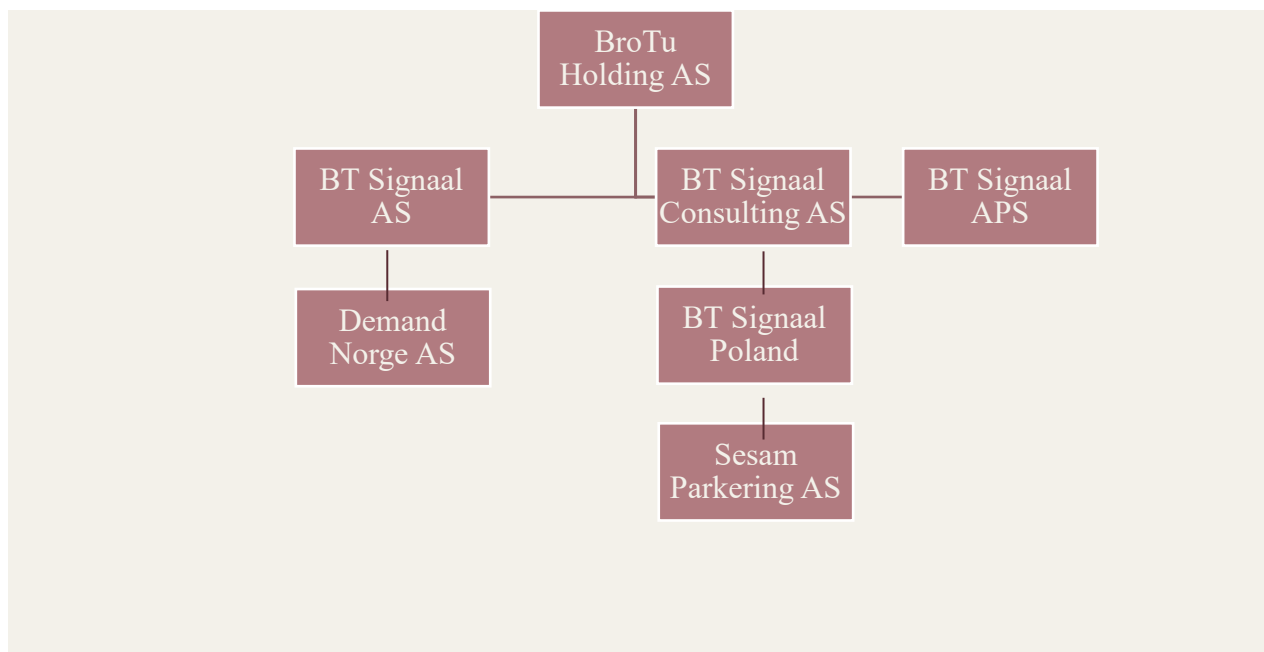 BroTu
Holding AS
BT Signaal
AS
BT Signaal
Consulting AS
BT Signaal
APS
Demand
Norge AS
BT Signaal
Poland
Sesam
Parkering AS